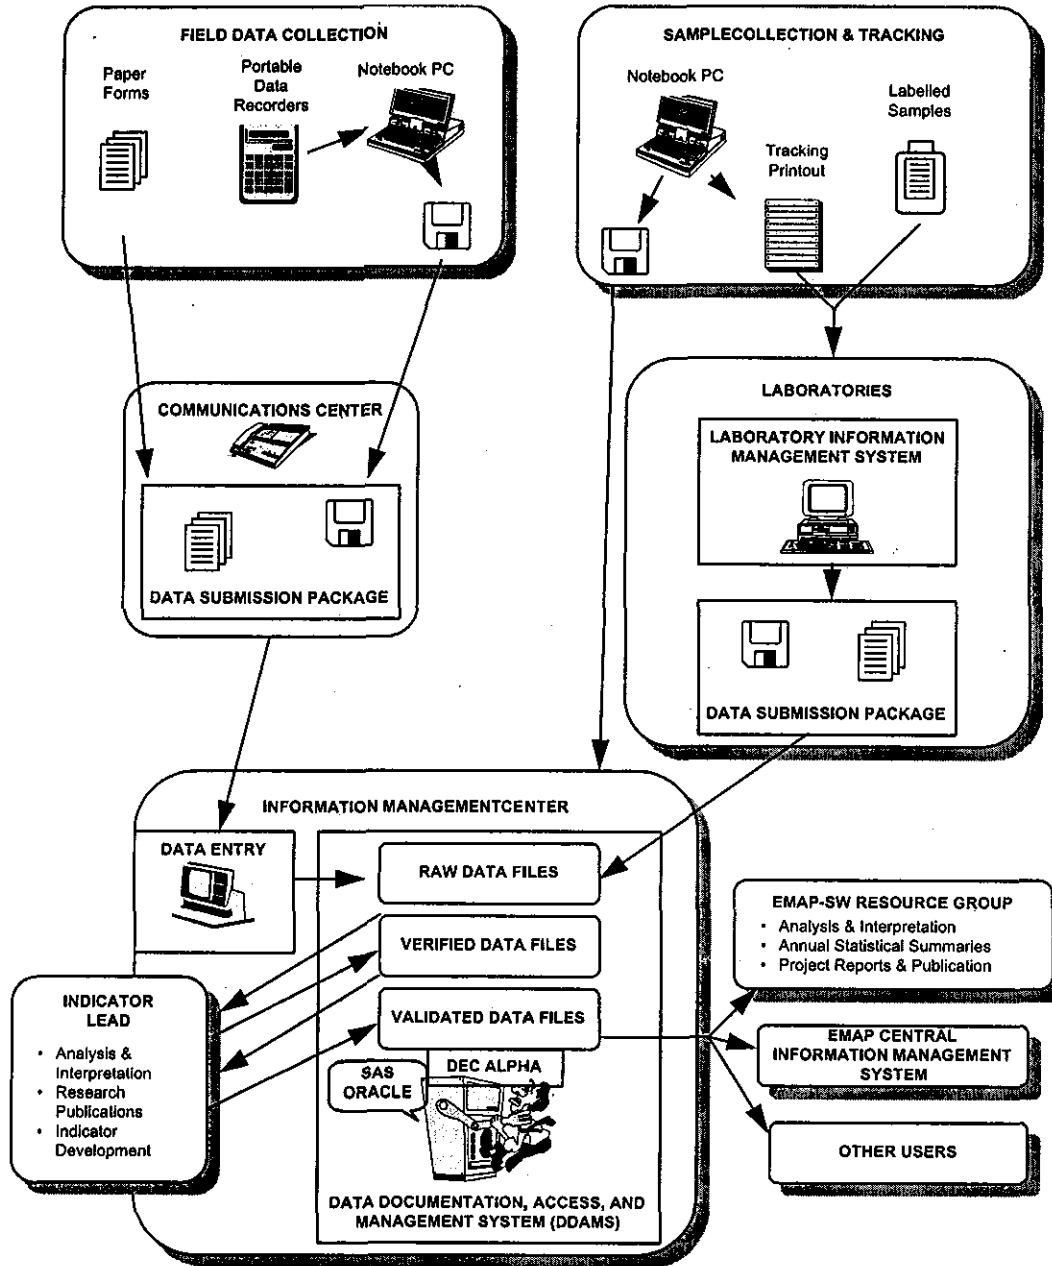 FIELD DATA COLLECTION
Paper
Forms
Portable
Data
Recorders
Notebook PC
SAMPLECOLLECTION & TRACKING
Notebook PC
Tracking
Printout
Labelled
Samples
COMMUNICATIONS CENTER
DATA SUBMISSION PACKAGE
LABORATORIES
LABORATORY INFORMATION
MANAGEMENT SYSTEM
DATA SUBMISSION PACKAGE
INFORMATION MANAGEMENTCENTER
DATA ENTRY
RAW DATA FILES
VERIFIED DATA FILES
VALIDATED DATA FILES
DEC ALPHA
SAS
ORACLE
DATA DOCUMENTATION, ACCESS, AND
MANAGEMENT SYSTEM (DDAMS)
INDICATOR
LEAD
• Analysis &
Interpretation
• Research
Publications
• Indicator
Development
EMAP-SW RESOURCE GROUP
• Analysis & Interpretation
• Annual Statistical Summaries
• Project Reports & Publication
EMAP CENTRAL
INFORMATION MANAGEMENT
SYSTEM
OTHER USERS